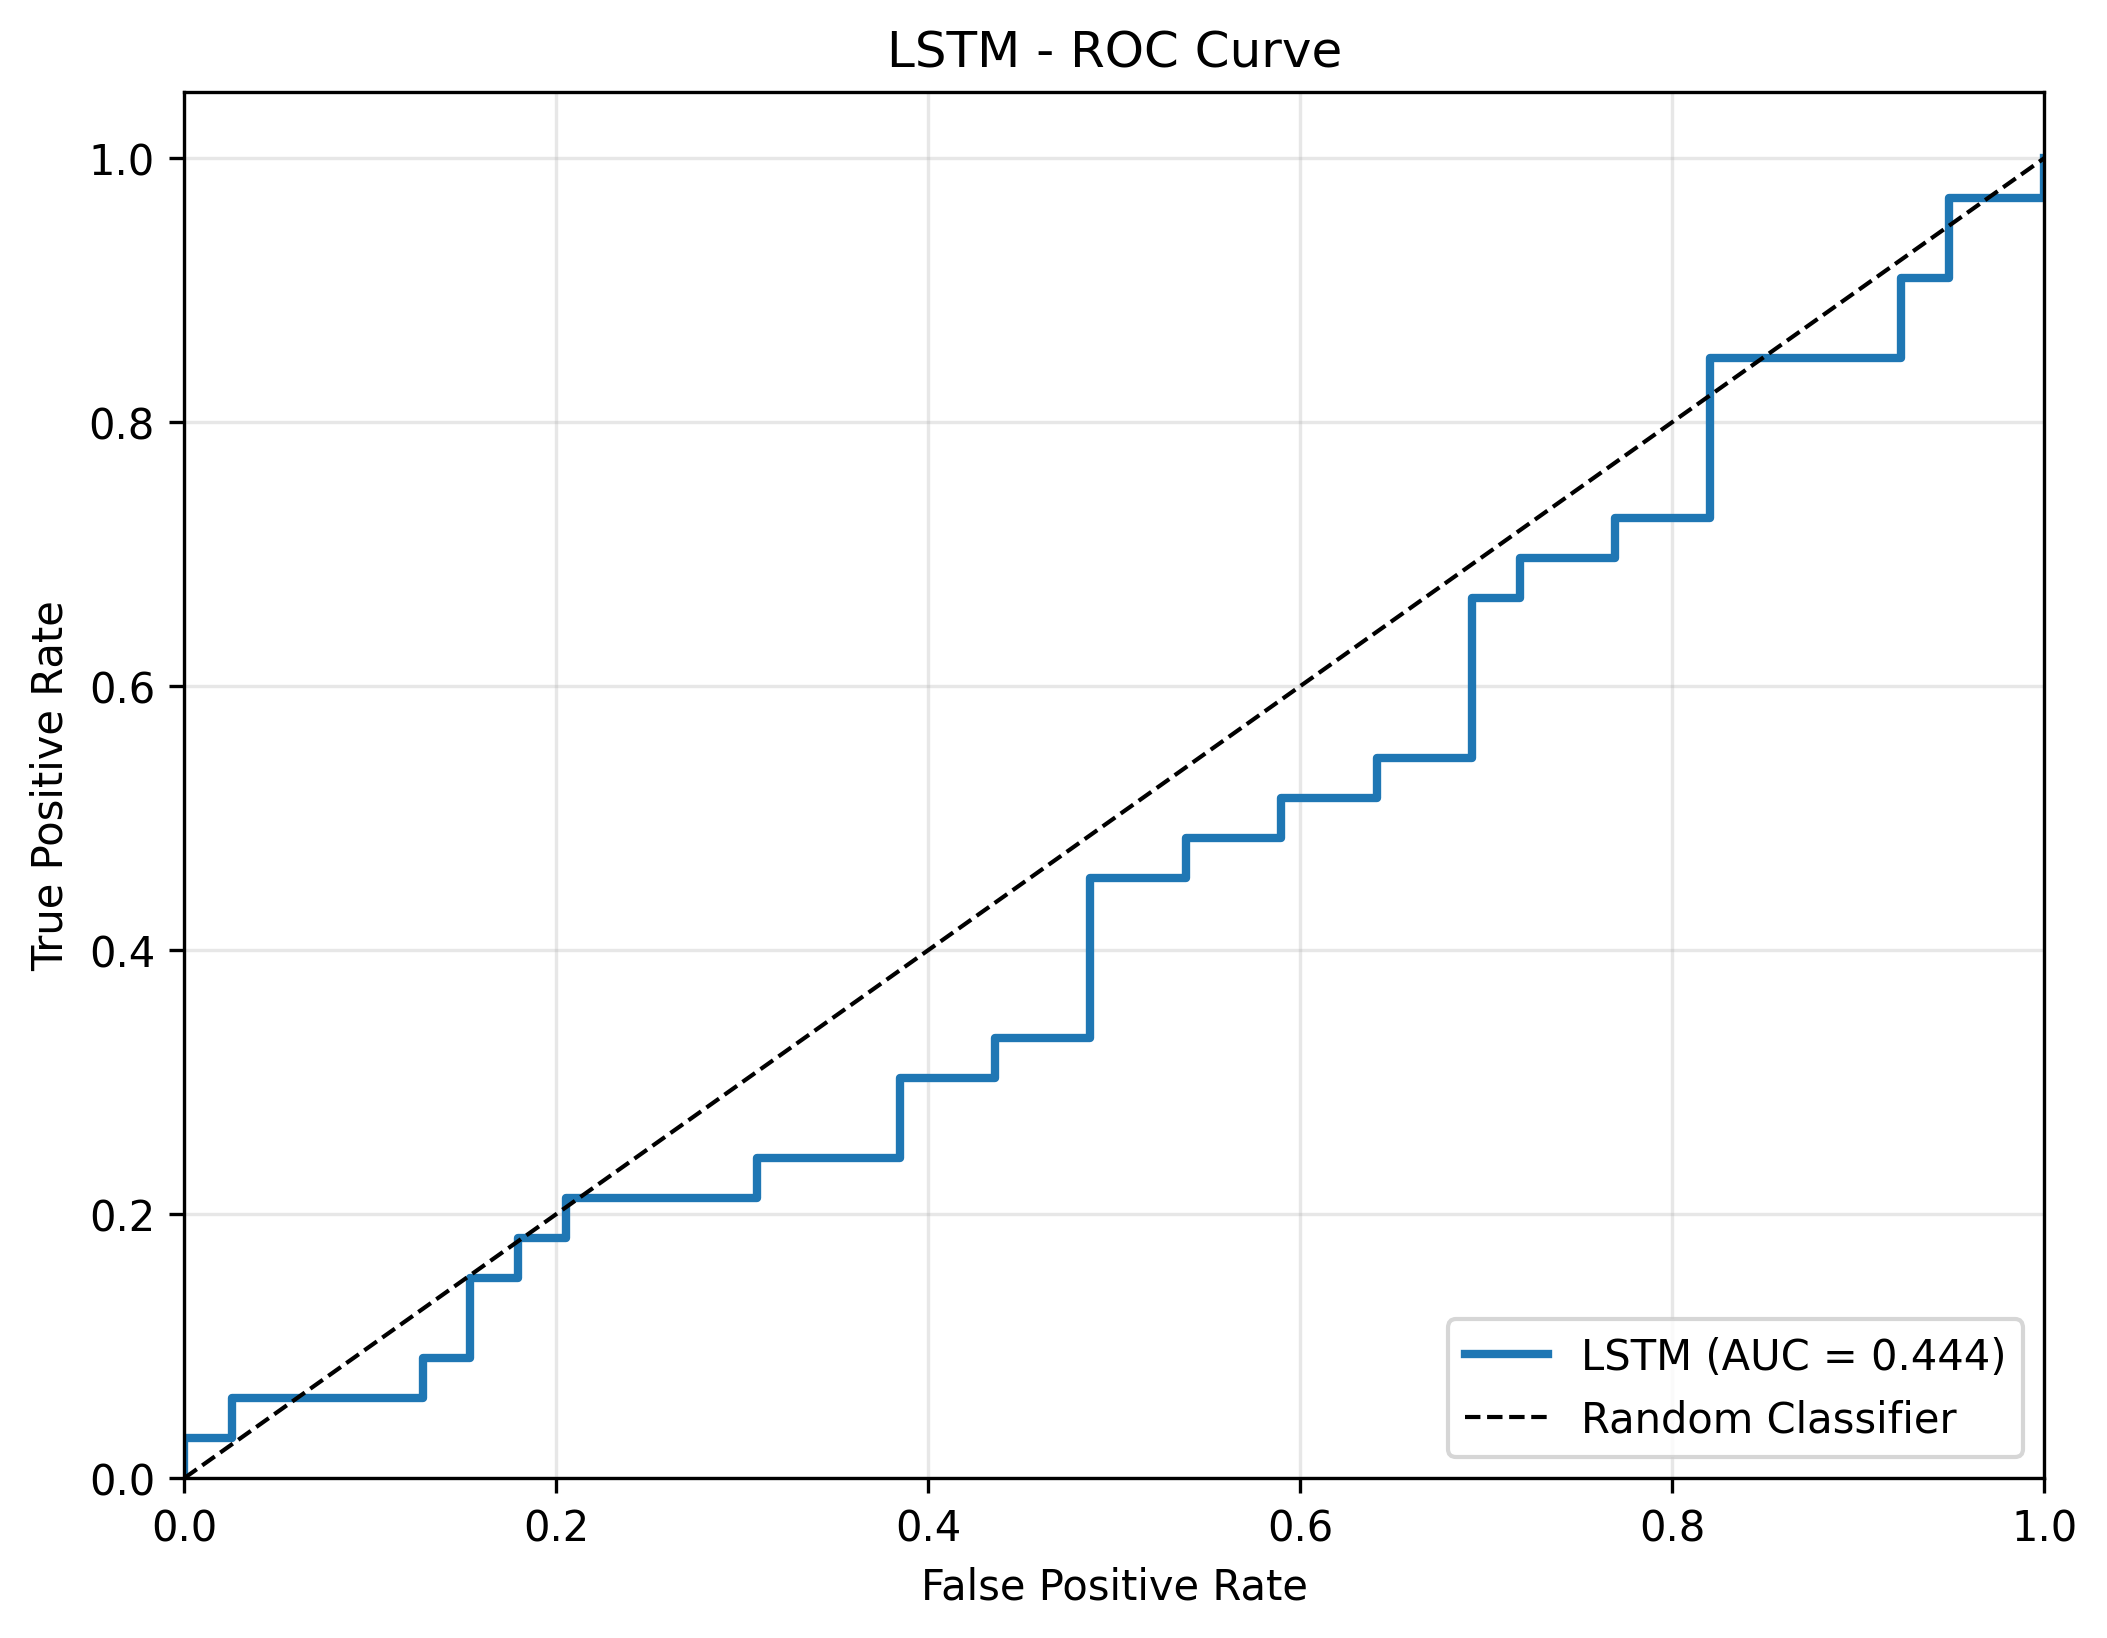 LSTM - ROC Curve
1.0
0.8
0.6
0.4
0.2
0.0
True Positive Rate
0.0 0.2 0.4 0.6 0.8 1.0
False Positive Rate
LSTM (AUC = 0.444)
Random Classifier